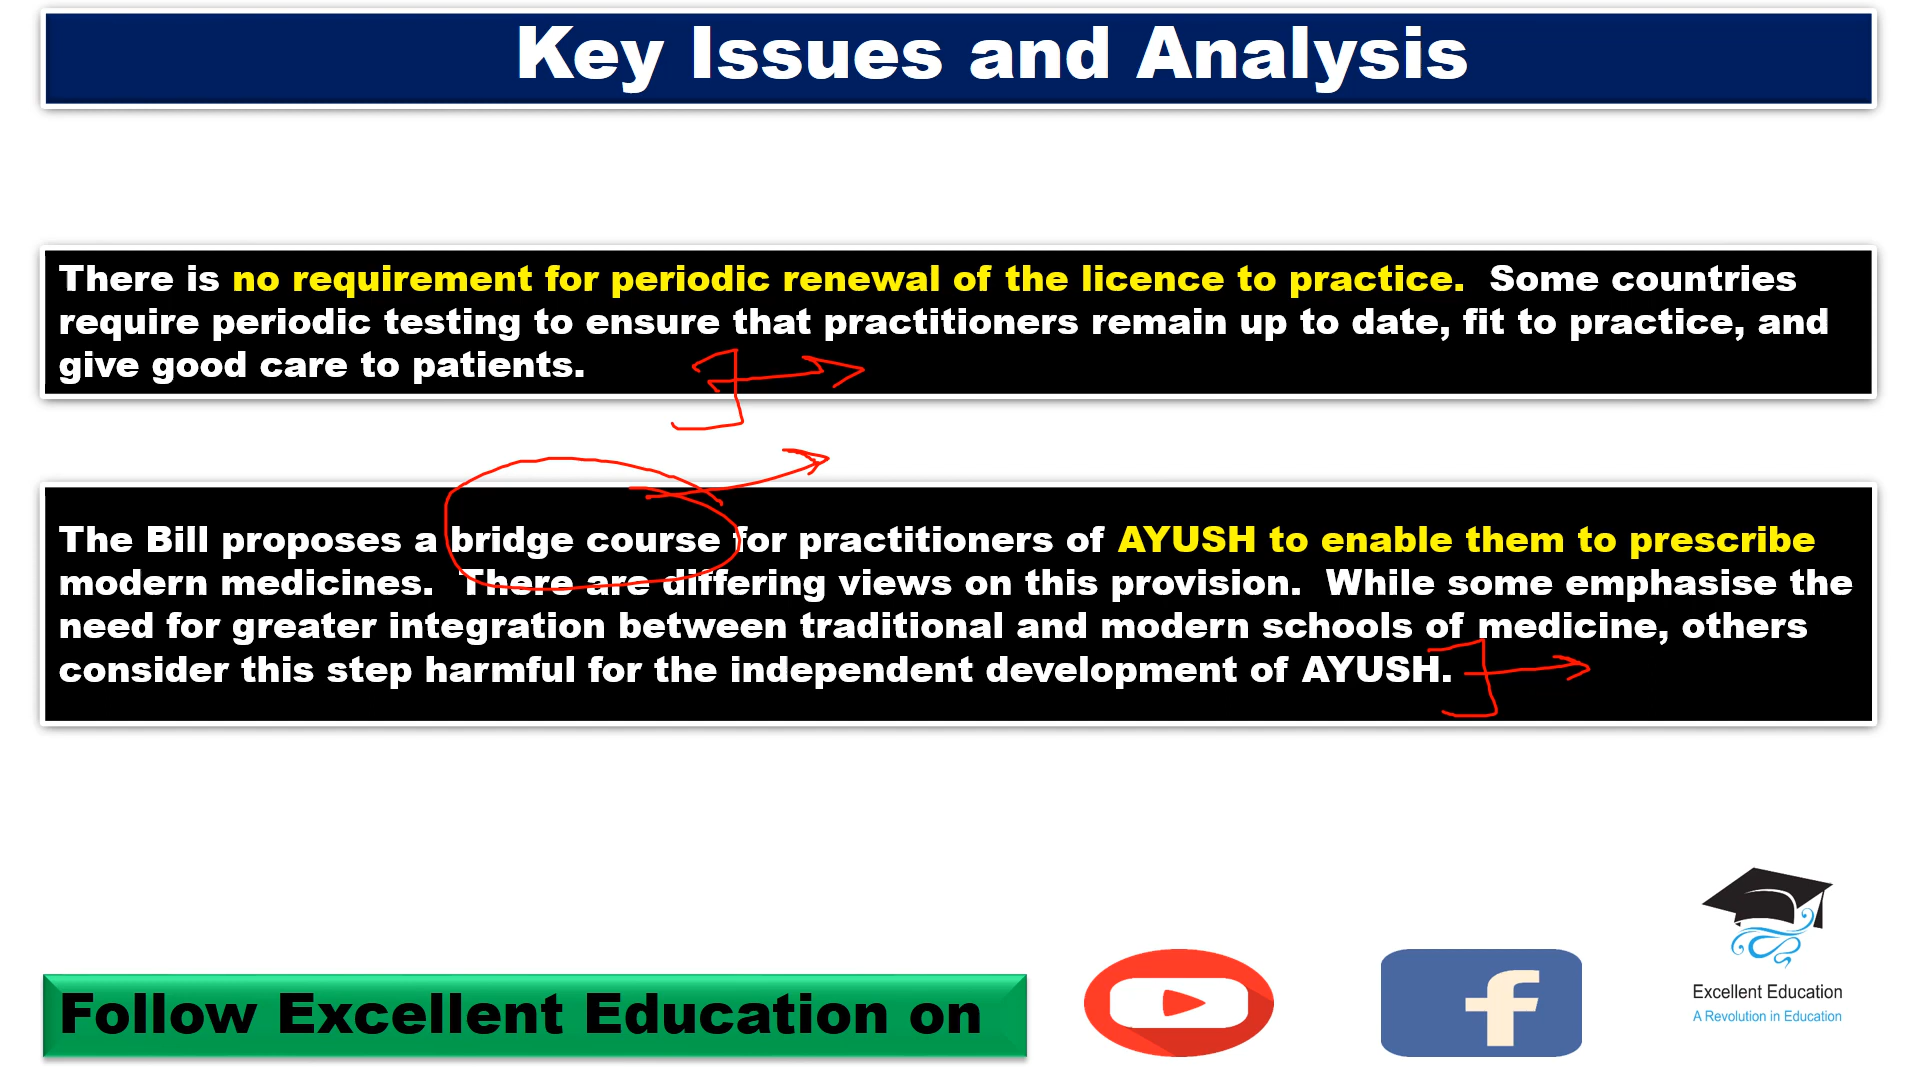 Key Issues and Analysis
There is no requirement for periodic renewal of the licence to practice.  Some countries
require periodic testing to ensure that practitioners remain up to date, fit to practice, and
give good care to patients.
The Bill proposes a bridge course for practitioners of AYUSH to enable them to prescribe
modern medicines.  There are differing views on this provision.  While some emphasise the
need for greater integration between traditional and modern schools of medicine, others
consider this step harmful for the independent development of AYUSH.
Follow Excellent Education on
f
Excellent Education
A Revolution in Education